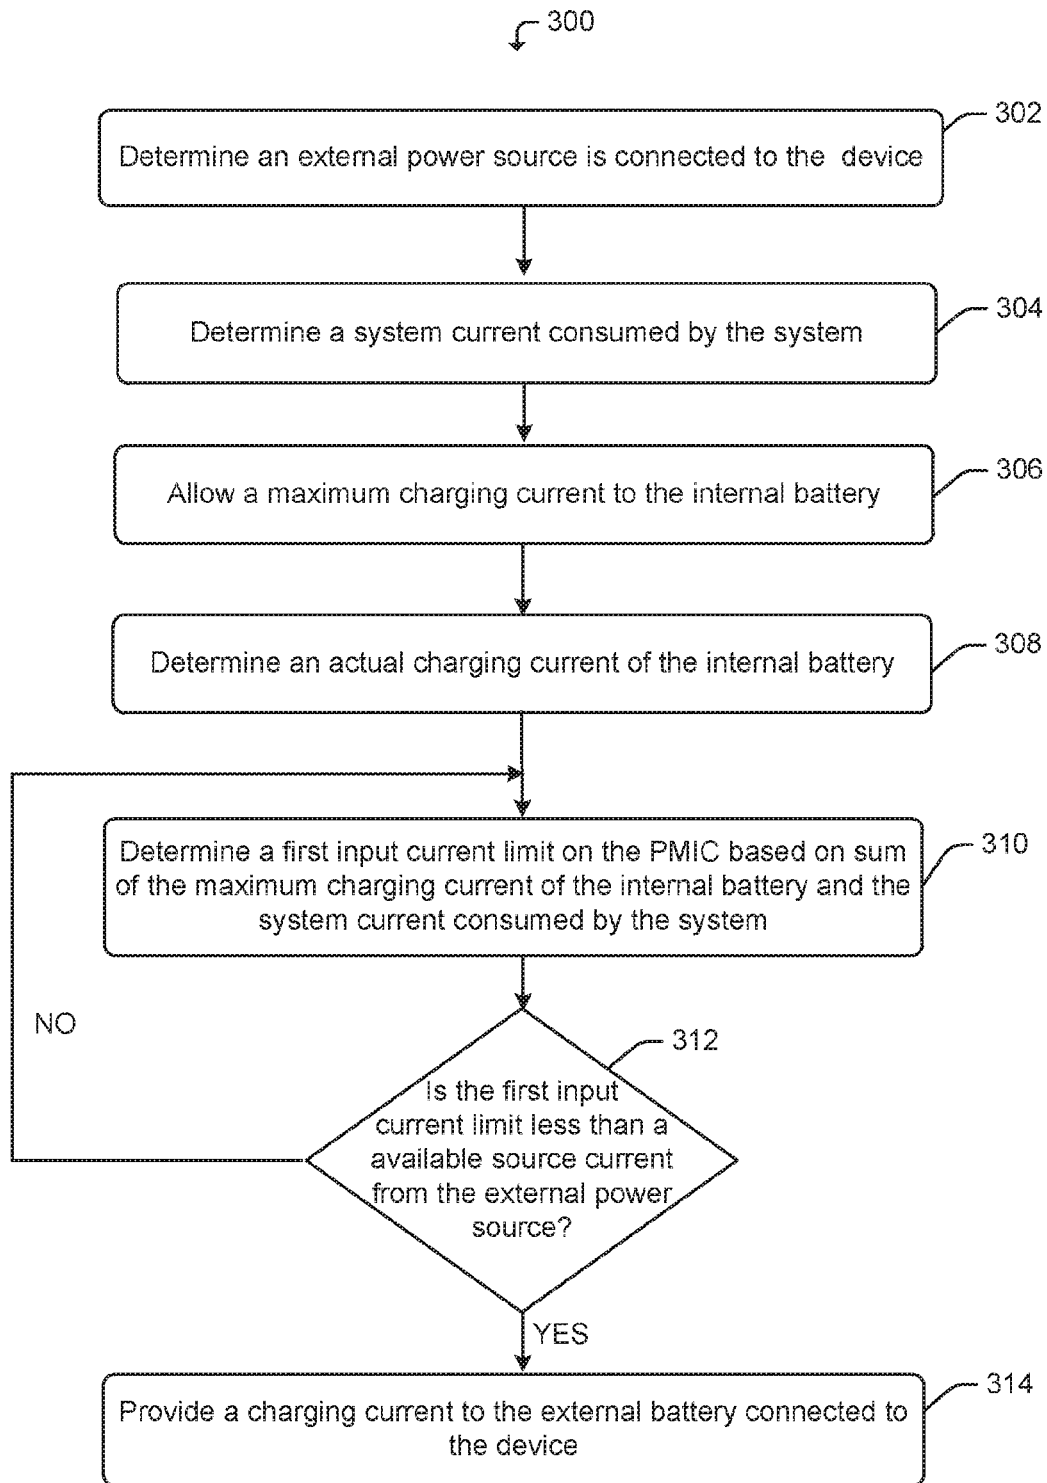 300
302
Determine an external power source is connected to the device
304
Determine a system current consumed by the system
306
Allow a maximum charging current to the internal battery
308
Determine an actual charging current of the internal battery
310
Determine a first input current limit on the PMIC based on sum
of the maximum charging current of the internal battery and the
system current consumed by the system
NO
312
Is the first input
current limit less than a
available source current
from the external power
source?
YES
314
Provide a charging current to the external battery connected to
the device